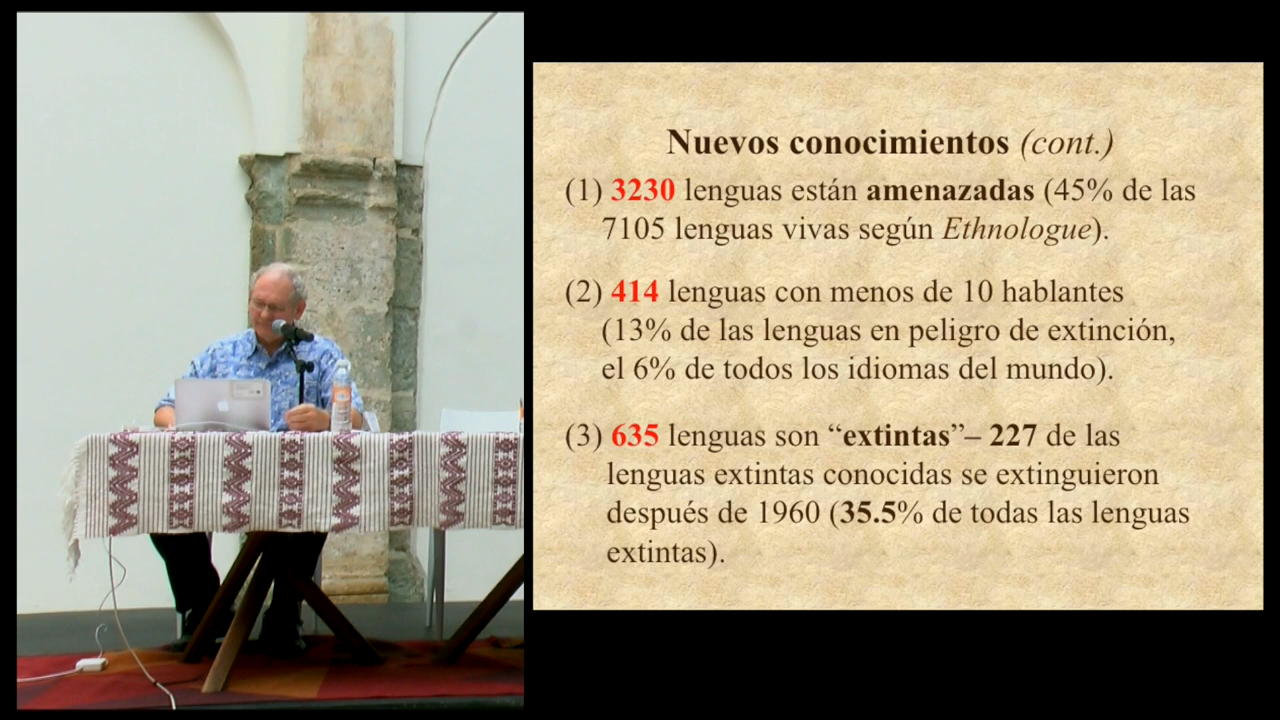 Nuevos conocimientos (cont.)
(1) 3230 lenguas están amenazadas (45% de las
7105 lenguas vivas según Ethnologue).
(2) 414 lenguas con menos de 10 hablantes
(13% de las lenguas en peligro de extinción,
el 6% de todos los idiomas del mundo).
(3) 635 lenguas son “extintas”– 227 de las
lenguas extintas conocidas se extinguieron
después de 1960 (35.5% de todas las lenguas
extintas).